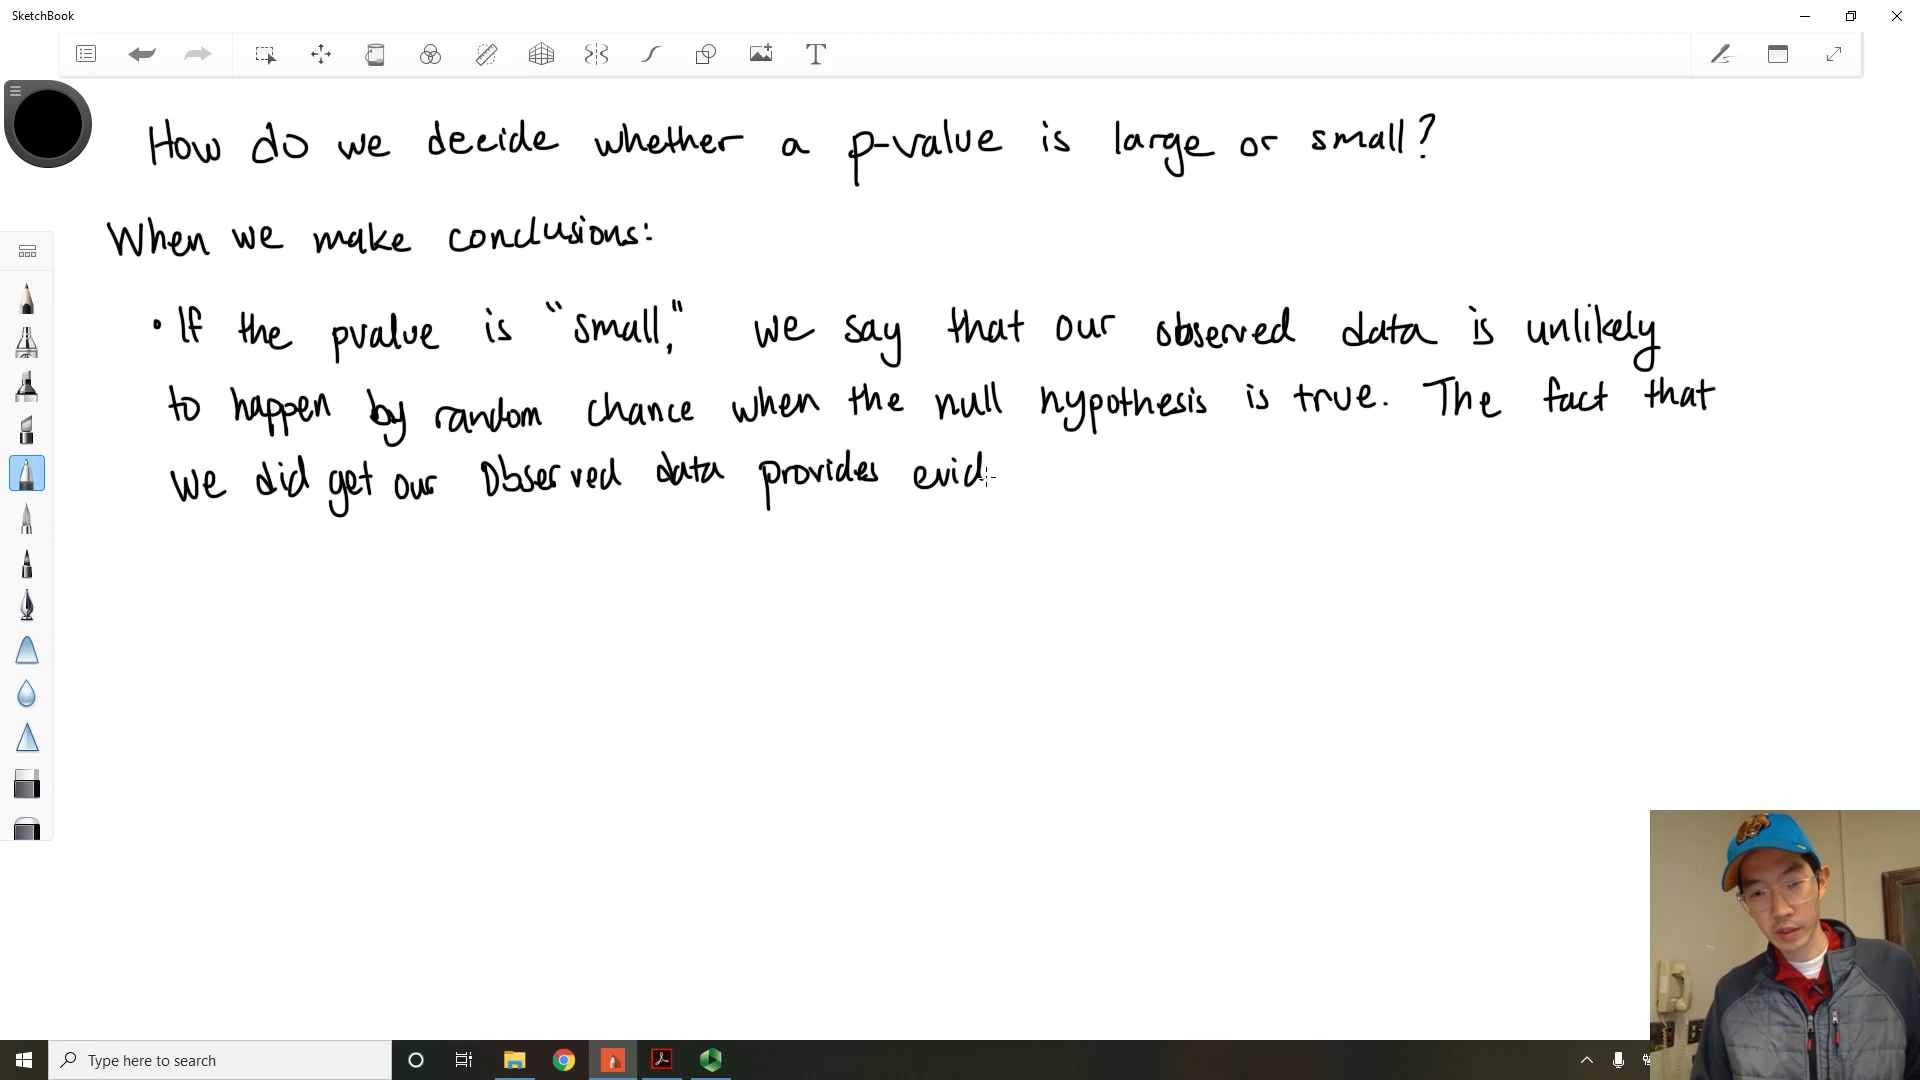 SketchBook
T
How do we decide whether a p-value is large or small?
When we make conclusions:
• If the pvalue is "small," we say that our observed data is unlikely
to happen by random chance when the null hypothesis is true. The fact that
we did get our Observed data provides evid
Type here to search